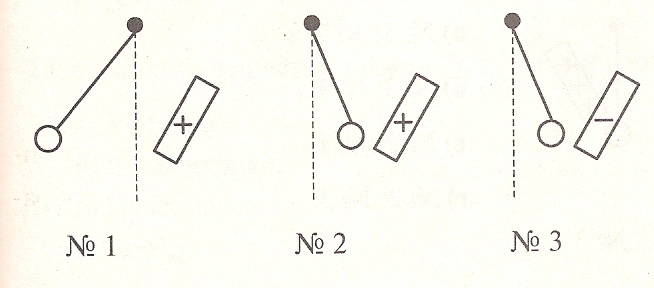 + + −
№ 1 № 2 № 3